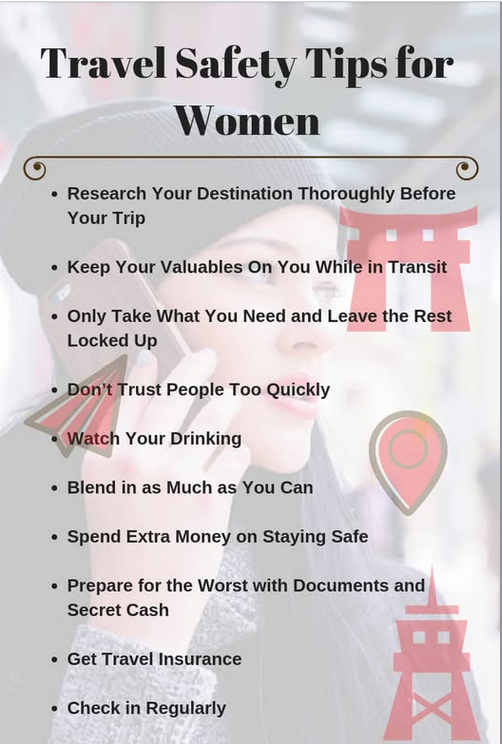 Travel Safety Tips for
Women
• Research Your Destination Thoroughly Before
Your Trip
• Keep Your Valuables On You While in Transit
• Only Take What You Need and Leave the Rest
Locked Up
• Don’t Trust People Too Quickly
• Watch Your Drinking
• Blend in as Much as You Can
• Spend Extra Money on Staying Safe
• Prepare for the Worst with Documents and
Secret Cash
• Get Travel Insurance
• Check in Regularly